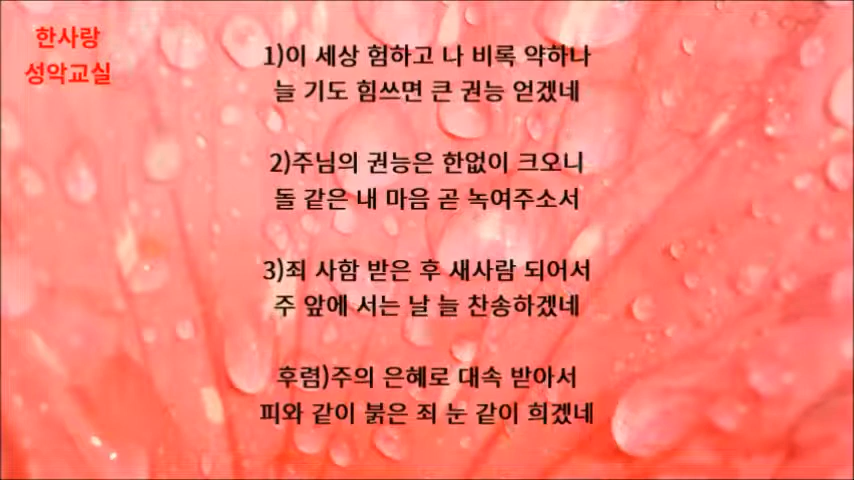 한사랑
성악교실
1)이 세상 험하고 나 비록 약하나
늘 기도 힘쓰면 큰 권능 얻겠네
2)주님의 권능은 한없이 크오니
돌 같은 내 마음 곧 녹여주소서
3)죄 사함 받은 후 새사람 되어서
주 앞에 서는 날 늘 찬송하겠네
후렴)주의 은혜로 대속 받아서
피와 같이 붉은 죄 눈 같이 희겠네